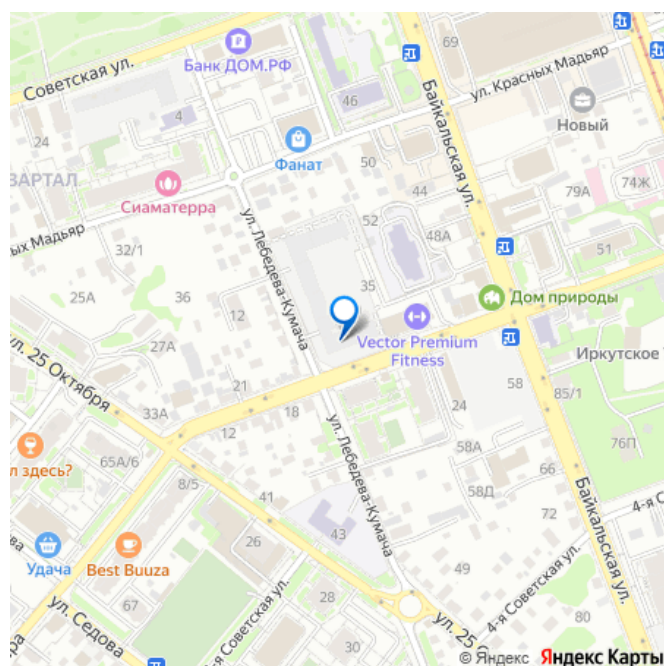 69
Банк ДОМ.РФ
Советская ул.
Байкальская ул.
ул. Красных Мадьяр
46
4
24
Новый
Фанат
50
ЗАРТАЛ
Сиаматерра
44
79А
74Ж
52
48А
ых Мадьяр
32/1
ул. Лебедева-Кумача
51
35
25А
36
12
Дом природы
Vector Premium
Fitness
Иркутское
ул. 25 Октября
27А
21
58
85/1
33А
18
24
12
ул. Лебедева-Кумача
л здесь?
65А/6
58А
76П
8/5
66
41
58Д
Байкальская ул.
43
72
4-я Со
26
Удача
Best Buuza
49
4-я Советская ул.
67
ул. Седова
-я Советская ул.
28
30
ул. 25
80
© Яндекс Яндекс Карты